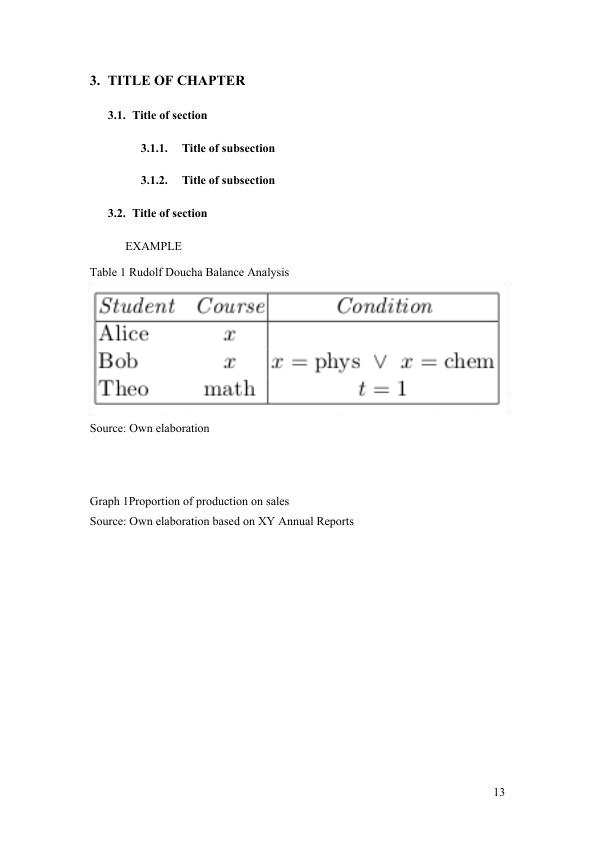 3. TITLE OF CHAPTER
3.1. Title of section
3.1.1. Title of subsection
3.1.2. Title of subsection
3.2. Title of section
EXAMPLE
Table 1 Rudolf Doucha Balance Analysis
Student Course Condition
Alice x
Bob x x = phys ∨ x = chem
Theo math t = 1
Source: Own elaboration
Graph 1Proportion of production on sales
Source: Own elaboration based on XY Annual Reports
13